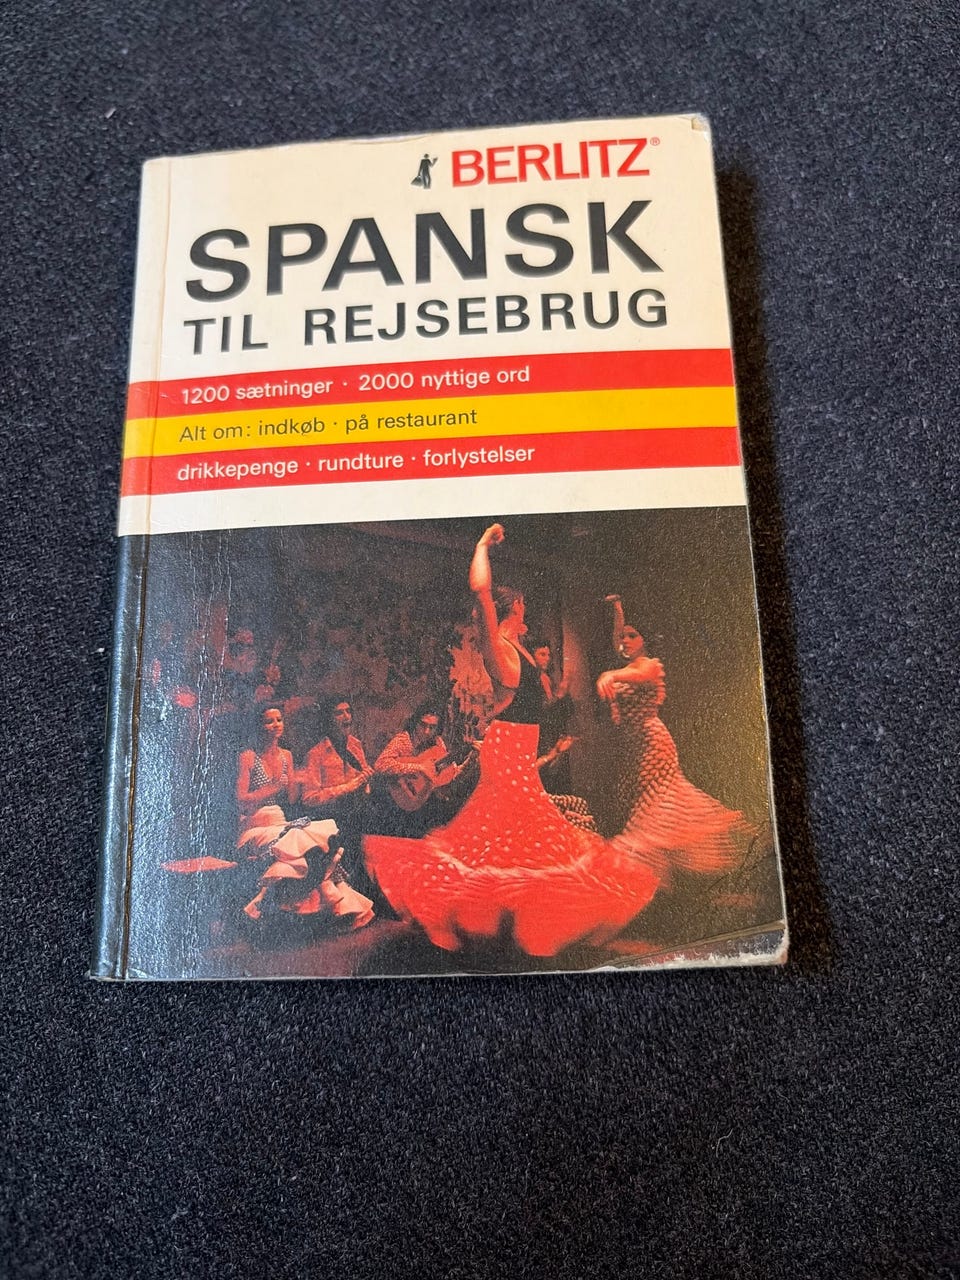 BERLITZ®
SPANSK
TIL REJSEBRUG
1200 sætninger · 2000 nyttige ord
Alt om: indkøb · på restaurant
drikkepenge · rundture · forlystelser